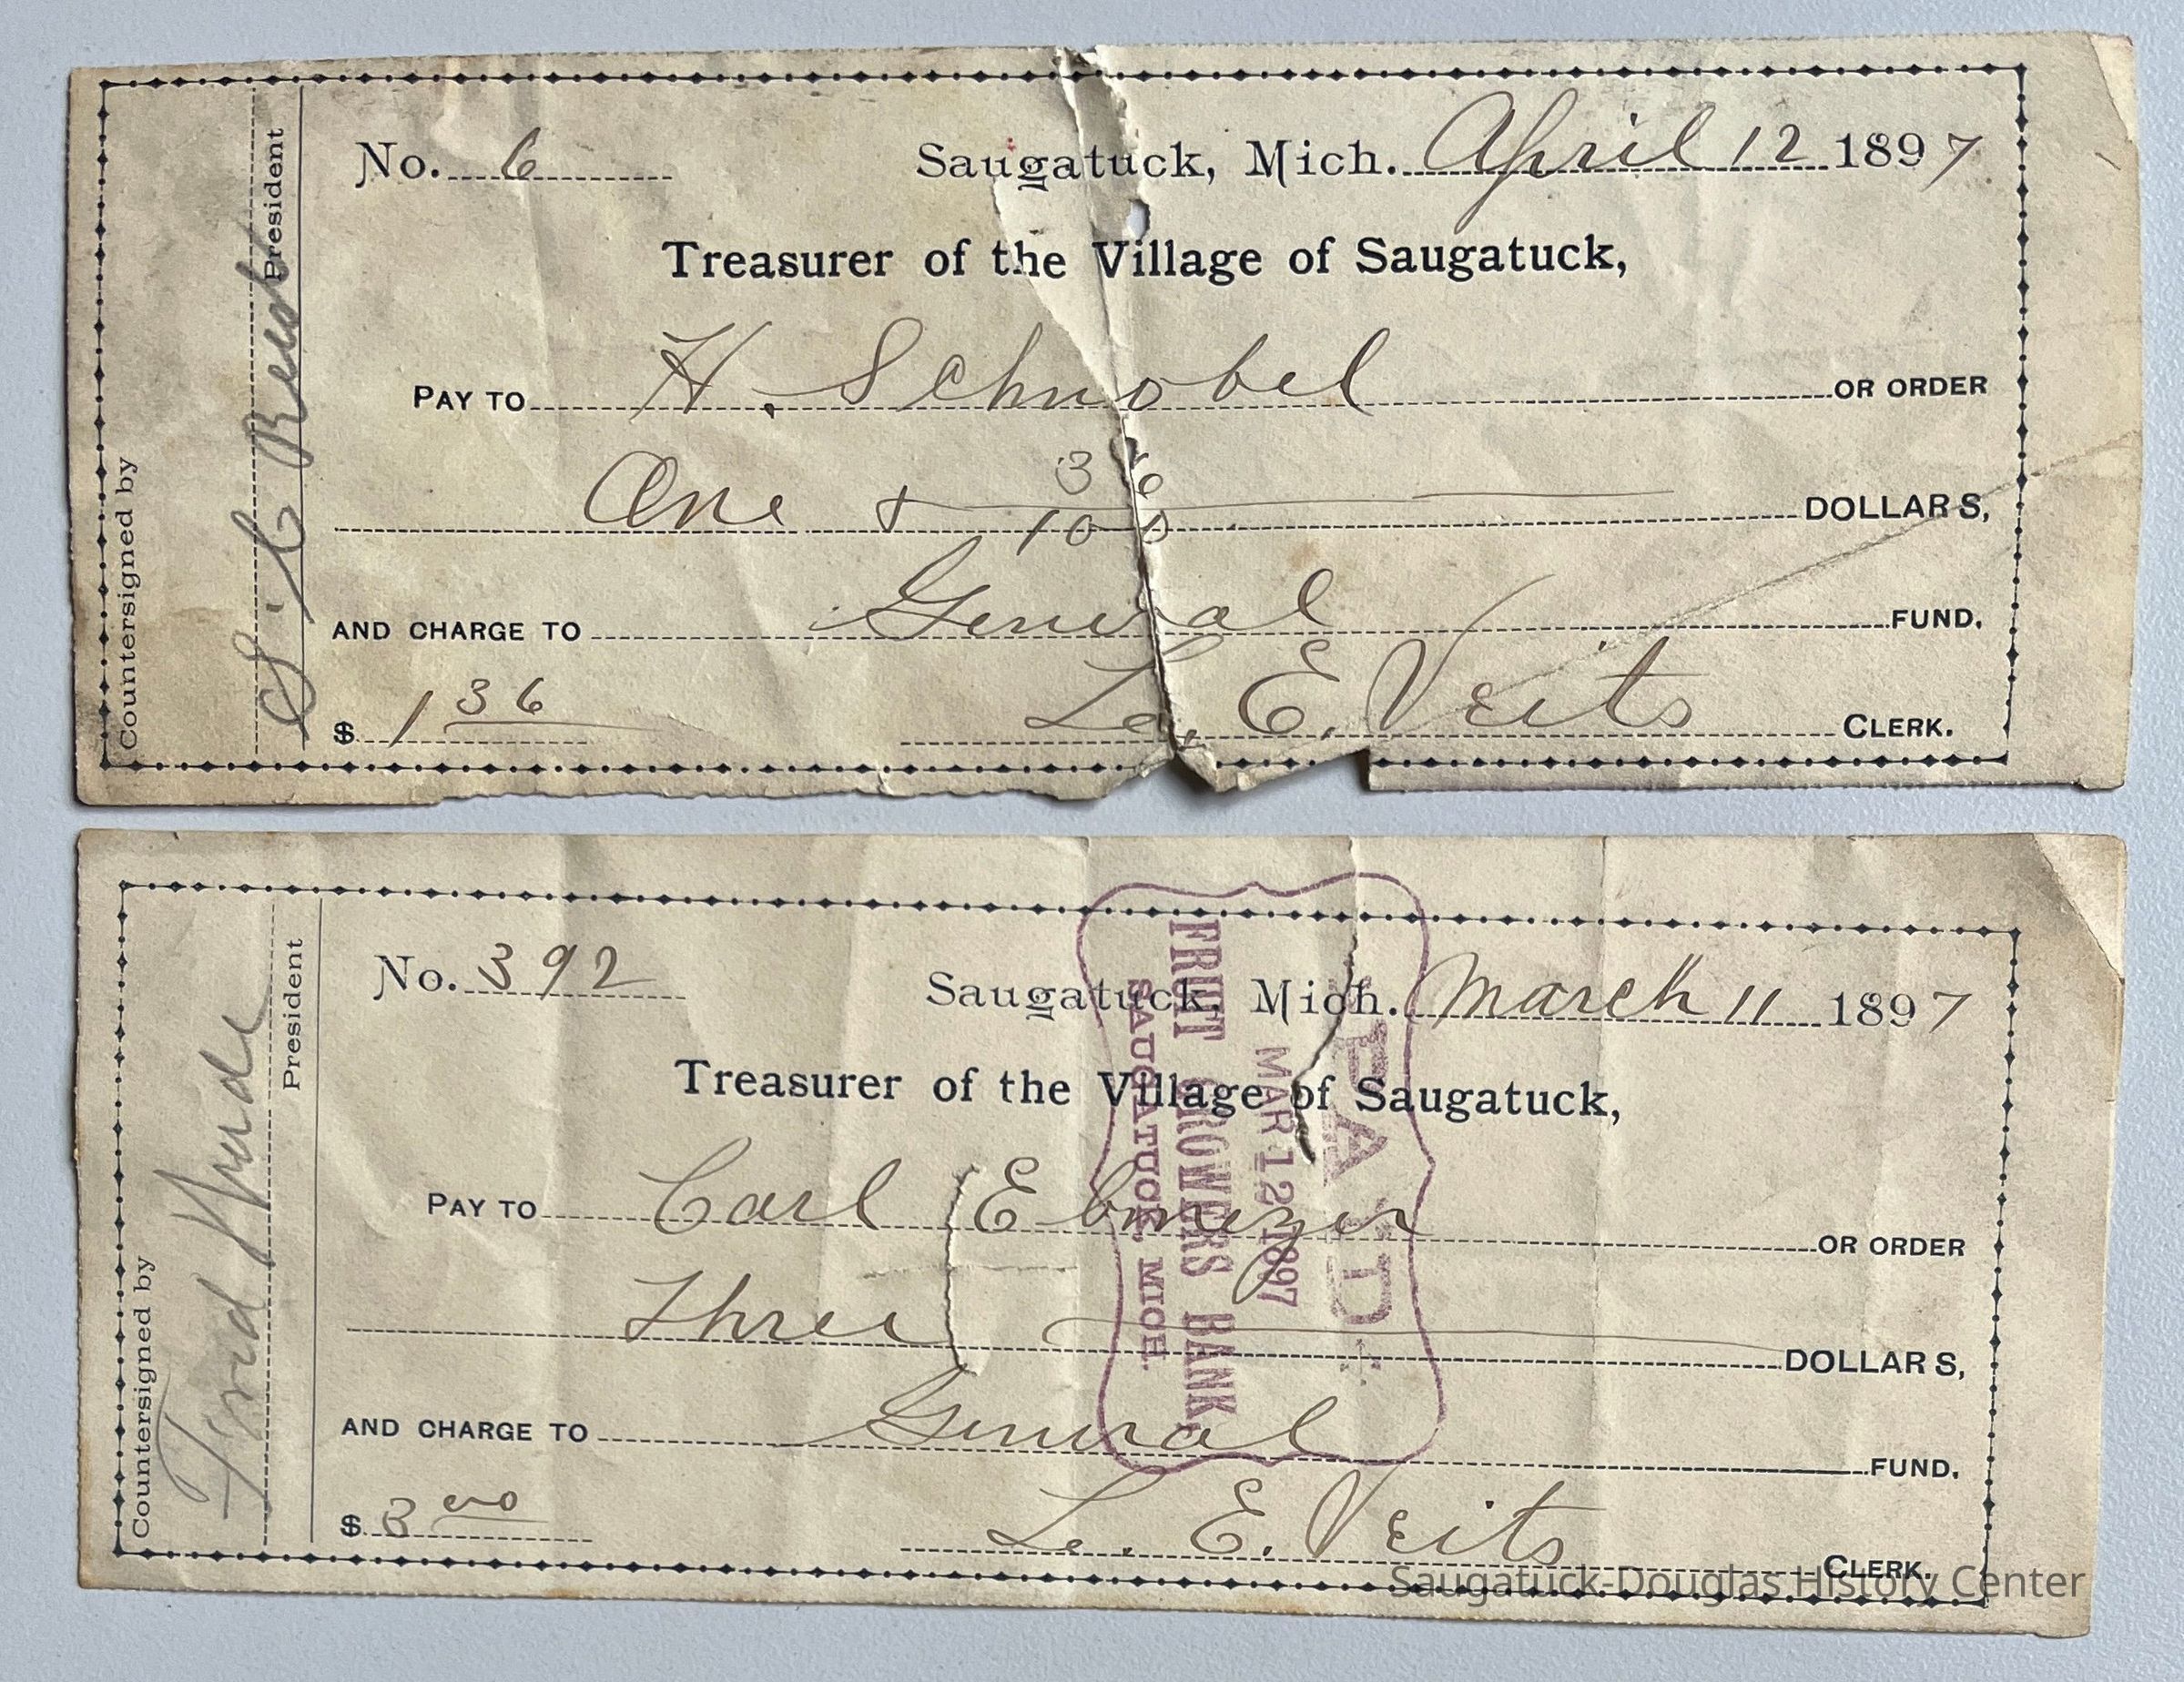 No. 6 Saugatuck, Mich. April 12 1897
Treasurer of the Village of Saugatuck,
PAY TO H. Schnobel OR ORDER
One & 36/100 DOLLARS,
AND CHARGE TO General FUND.
$ 1 36 L. E. Veits CLERK.
Countersigned by
President
No. 392 Saugatuck, Mich. March 11 1897
Treasurer of the Village of Saugatuck,
PAY TO Carl Ebmeyer OR ORDER
Three DOLLARS,
AND CHARGE TO General FUND.
$ 3 00 L. E. Veits CLERK.
Countersigned by
President
PAID
MAR 12 1897
FRUIT GROWERS BANK,
SAUGATUCK, MICH.
Saugatuck-Douglas History Center